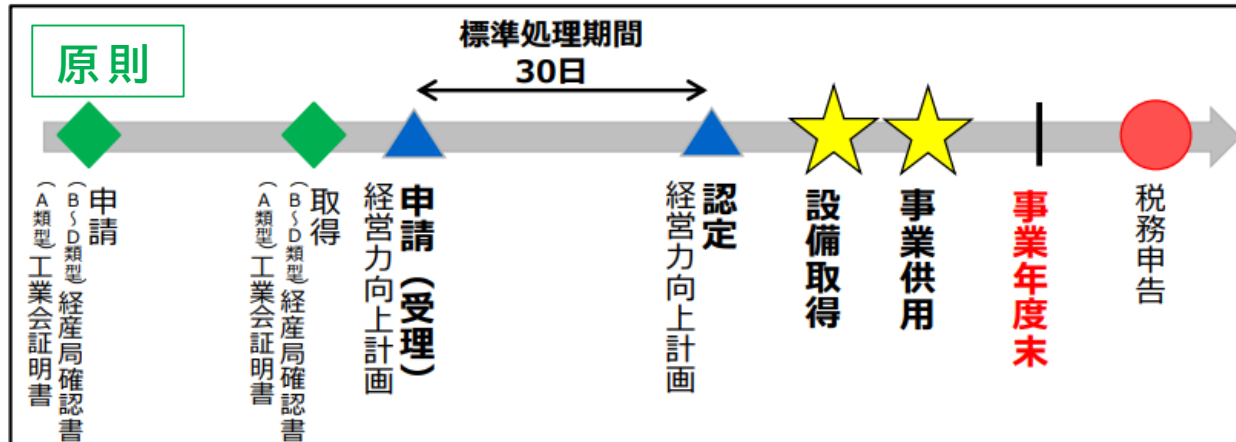 原則
標準処理期間
30日
申請
（B～D類型）経産局確認書
（A類型）工業会証明書
取得
（B～D類型）経産局確認書
（A類型）工業会証明書
申請（受理）
経営力向上計画
認定
経営力向上計画
設備取得
事業供用
事業年度末
税務申告